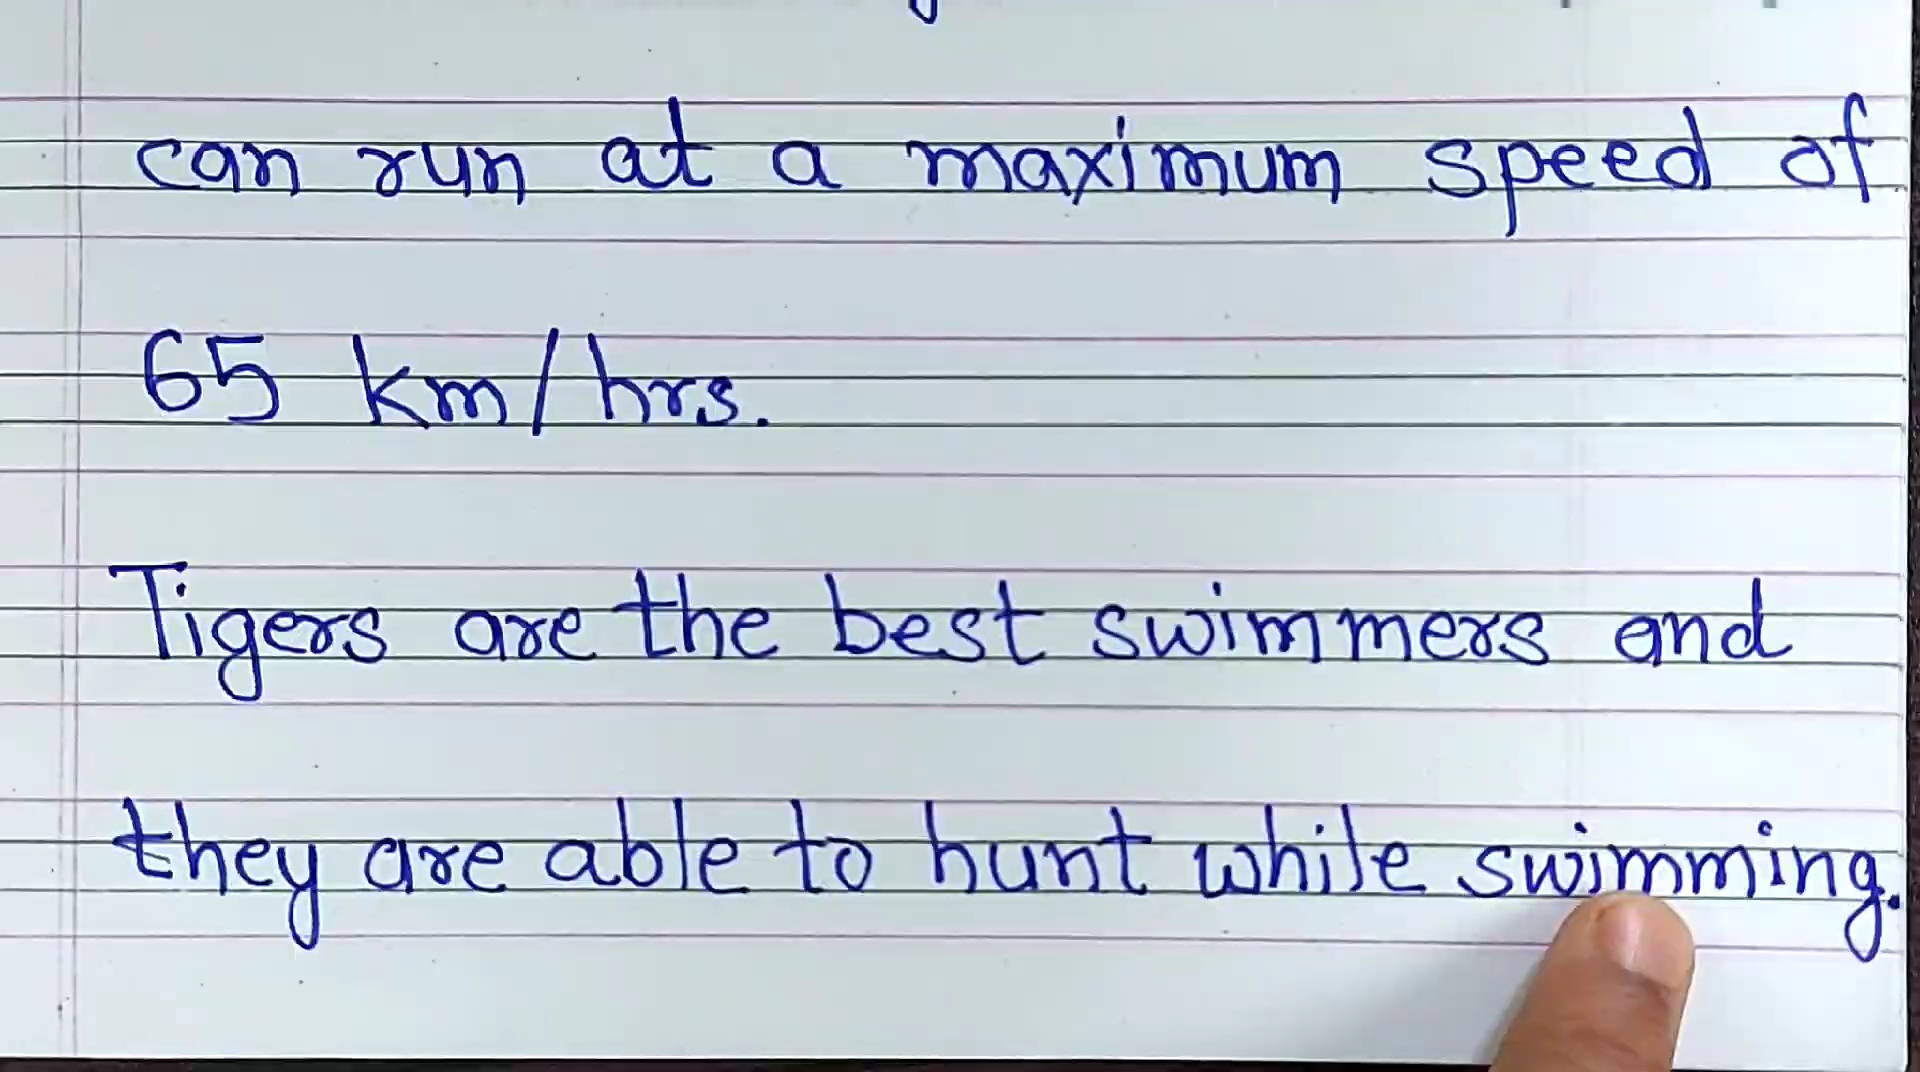 can run at a maximum speed of
65 km/hrs.
Tigers are the best swimmers and
they are able to hunt while swimming.